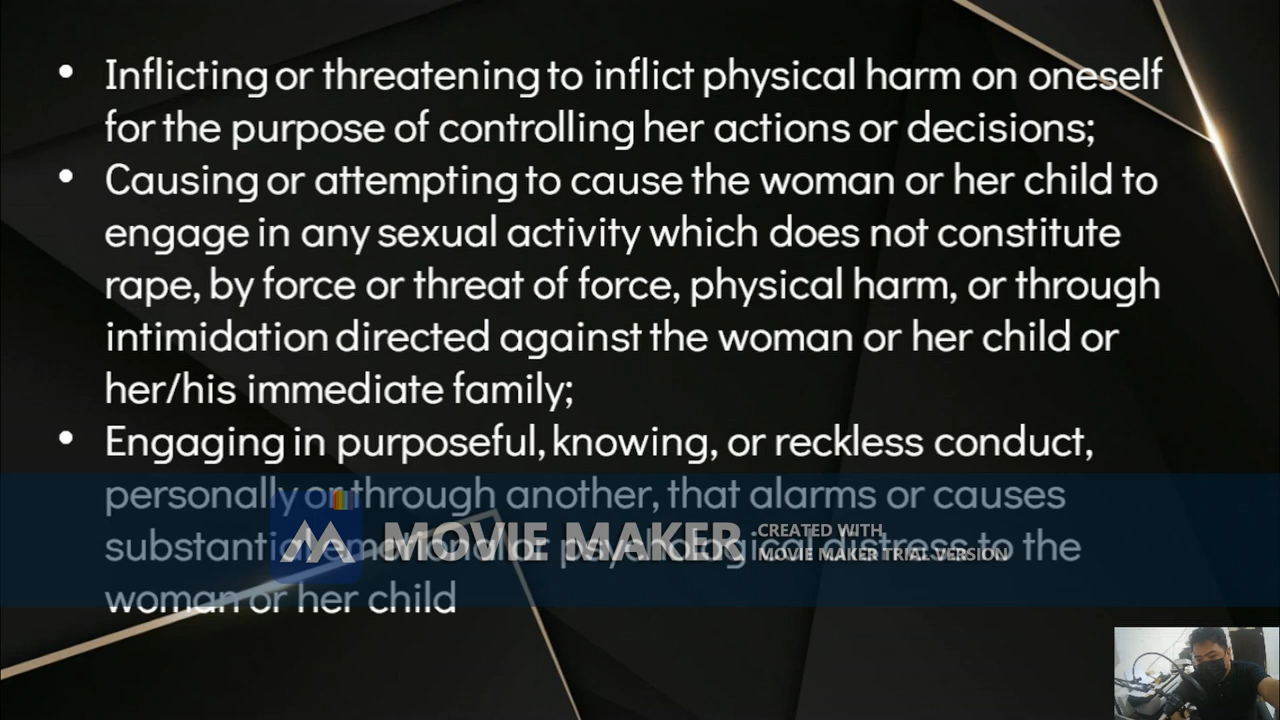 • Inflicting or threatening to inflict physical harm on oneself
for the purpose of controlling her actions or decisions;
• Causing or attempting to cause the woman or her child to
engage in any sexual activity which does not constitute
rape, by force or threat of force, physical harm, or through
intimidation directed against the woman or her child or
her/his immediate family;
• Engaging in purposeful, knowing, or reckless conduct,
personally or through another, that alarms or causes
substantial emotional or psychological distress to the
woman or her child
MOVIE MAKER
CREATED WITH
MOVIE MAKER TRIAL VERSION